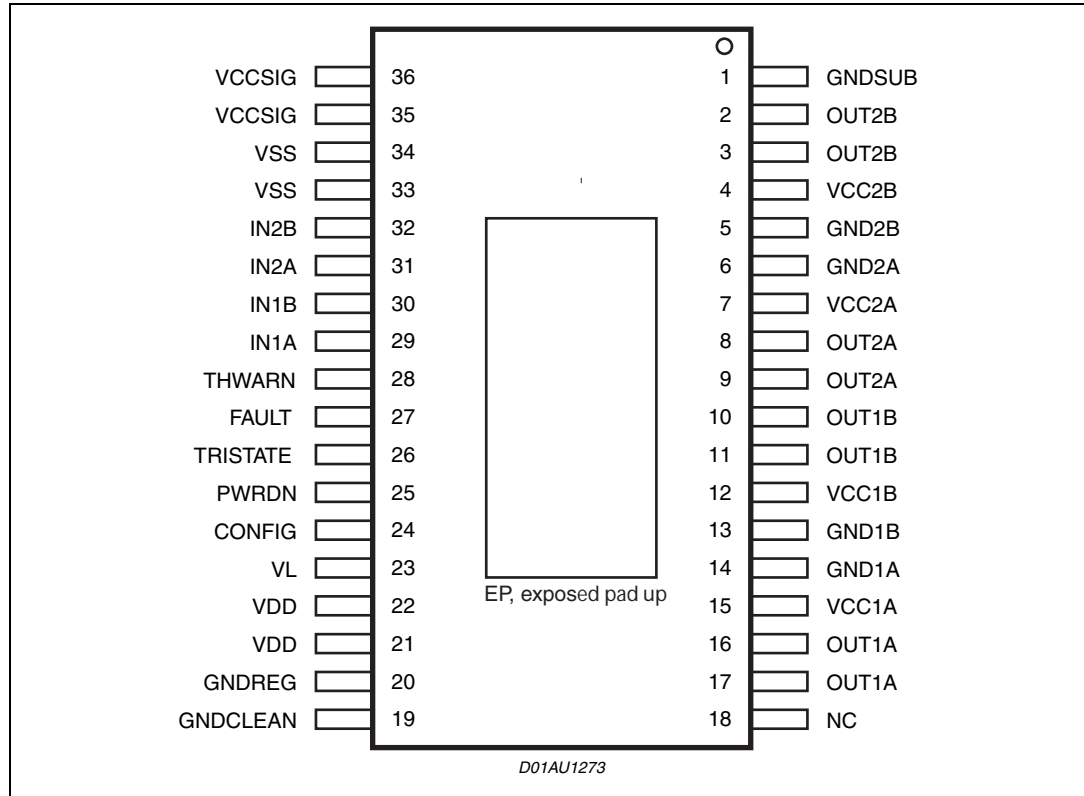 VCCSIG 36 1 GNDSUB
VCCSIG 35 2 OUT2B
VSS 34 3 OUT2B
VSS 33 4 VCC2B
IN2B 32 5 GND2B
IN2A 31 6 GND2A
IN1B 30 7 VCC2A
IN1A 29 8 OUT2A
THWARN 28 9 OUT2A
FAULT 27 10 OUT1B
TRISTATE 26 11 OUT1B
PWRDN 25 12 VCC1B
CONFIG 24 13 GND1B
VL 23 14 GND1A
EP, exposed pad up
VDD 22 15 VCC1A
VDD 21 16 OUT1A
GNDREG 20 17 OUT1A
GNDCLEAN 19 18 NC
D01AU1273